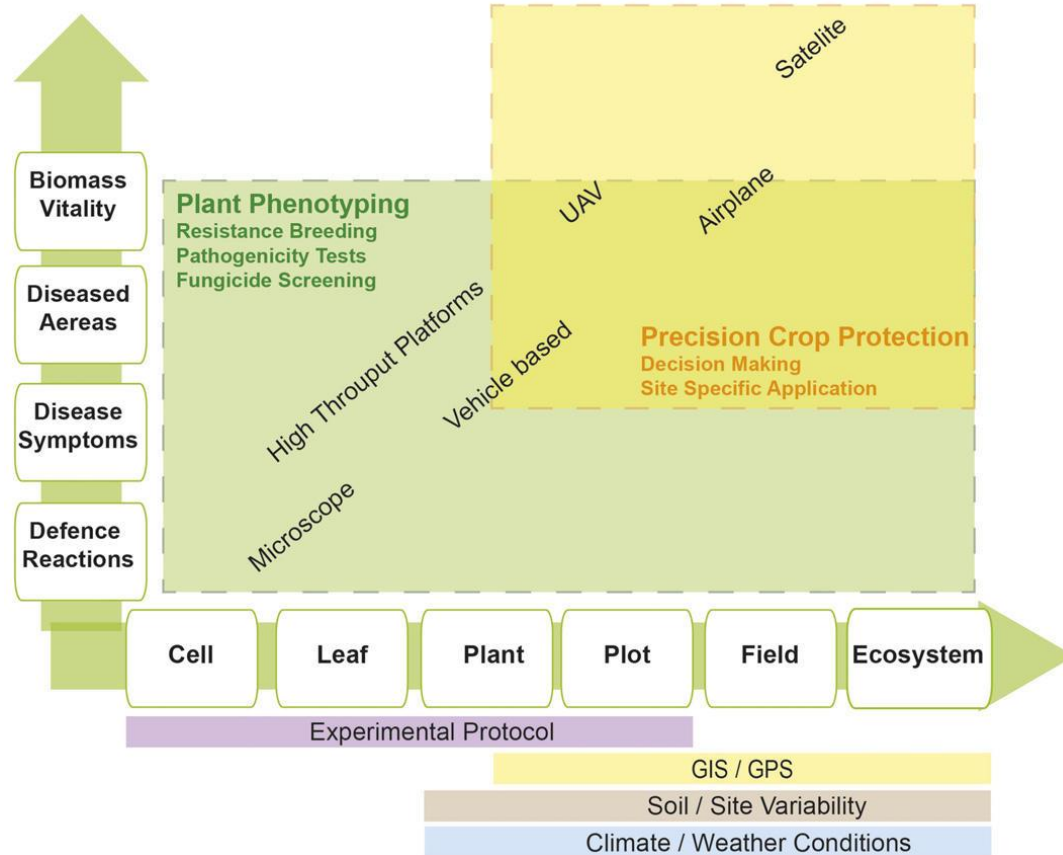 Satelite
Biomass
Vitality
Plant Phenotyping
Resistance Breeding
Pathogenicity Tests
Fungicide Screening
UAV
Airplane
Diseased
Aereas
High Throuput Platforms
Vehicle based
Precision Crop Protection
Decision Making
Site Specific Application
Disease
Symptoms
Microscope
Defence
Reactions
Cell
Leaf
Plant
Plot
Field
Ecosystem
Experimental Protocol
GIS / GPS
Soil / Site Variability
Climate / Weather Conditions